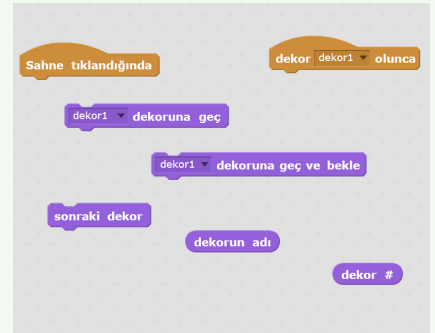 dekor dekor1 olunca
Sahne tıklandığında
dekor1 dekoruna geç
dekor1 dekoruna geç ve bekle
sonraki dekor
dekorun adı
dekor #